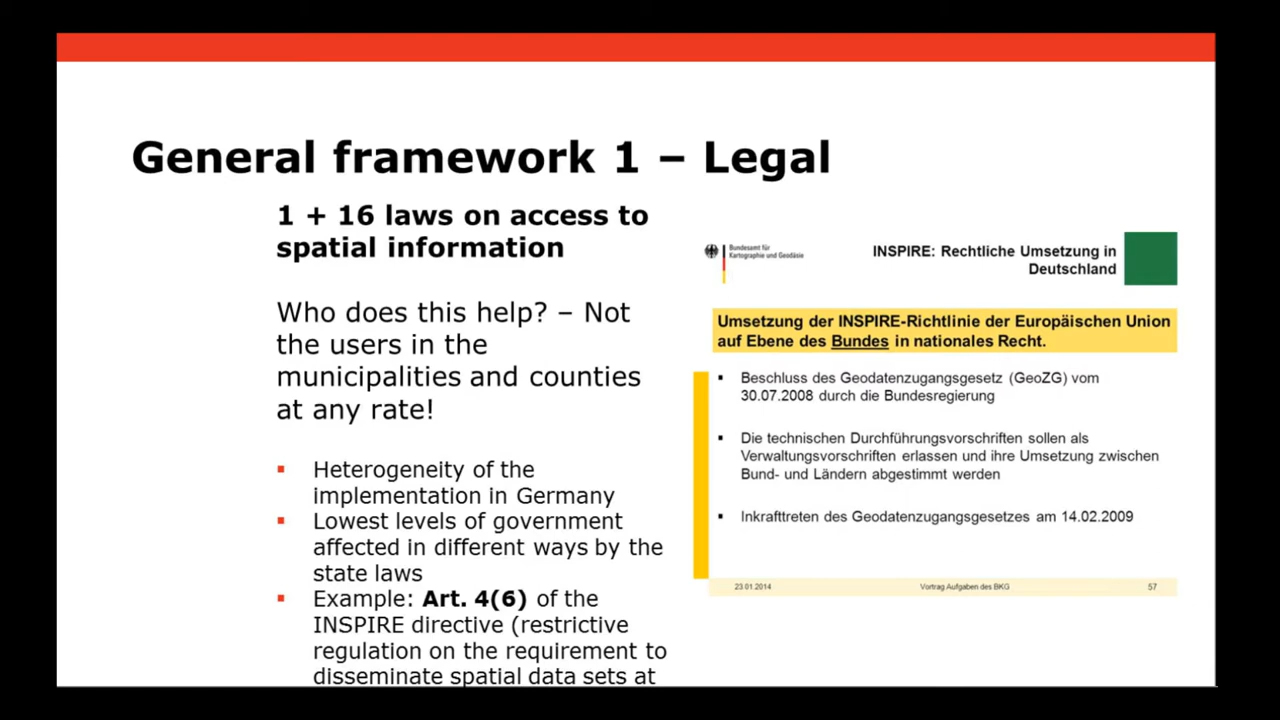 General framework 1 – Legal
1 + 16 laws on access to
spatial information
Who does this help? – Not
the users in the
municipalities and counties
at any rate!
▪ Heterogeneity of the
implementation in Germany
▪ Lowest levels of government
affected in different ways by the
state laws
▪ Example: Art. 4(6) of the
INSPIRE directive (restrictive
regulation on the requirement to
disseminate spatial data sets at
Bundesamt für
Kartographie und Geodäsie
INSPIRE: Rechtliche Umsetzung in
Deutschland
Umsetzung der INSPIRE-Richtlinie der Europäischen Union
auf Ebene des Bundes in nationales Recht.
▪ Beschluss des Geodatenzugangsgesetz (GeoZG) vom
30.07.2008 durch die Bundesregierung
▪ Die technischen Durchführungsvorschriften sollen als
Verwaltungsvorschriften erlassen und ihre Umsetzung zwischen
Bund- und Ländern abgestimmt werden
▪ Inkrafttreten des Geodatenzugangsgesetzes am 14.02.2009
23.01.2014 Vortrag Aufgaben des BKG 57